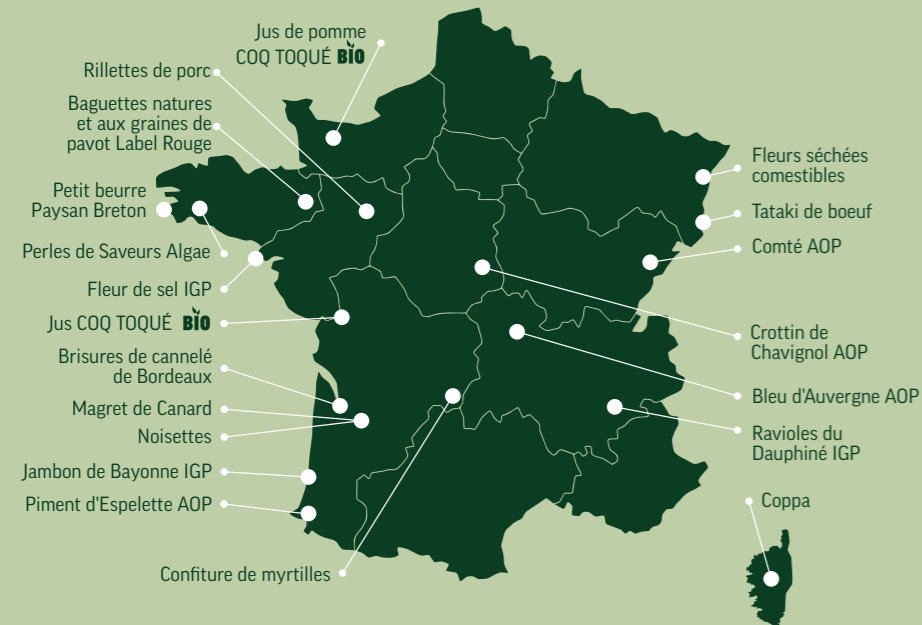 Jus de pomme
COQ TOQUÉ BIO
Rillettes de porc
Baguettes natures
et aux graines de
pavot Label Rouge
Petit beurre
Paysan Breton
Perles de Saveurs Algae
Fleur de sel IGP
Jus COQ TOQUÉ BIO
Brisures de cannelé
de Bordeaux
Magret de Canard
Noisettes
Jambon de Bayonne IGP
Piment d'Espelette AOP
Confiture de myrtilles
Fleurs séchées
comestibles
Tataki de boeuf
Comté AOP
Crottin de
Chavignol AOP
Bleu d'Auvergne AOP
Ravioles du
Dauphiné IGP
Coppa